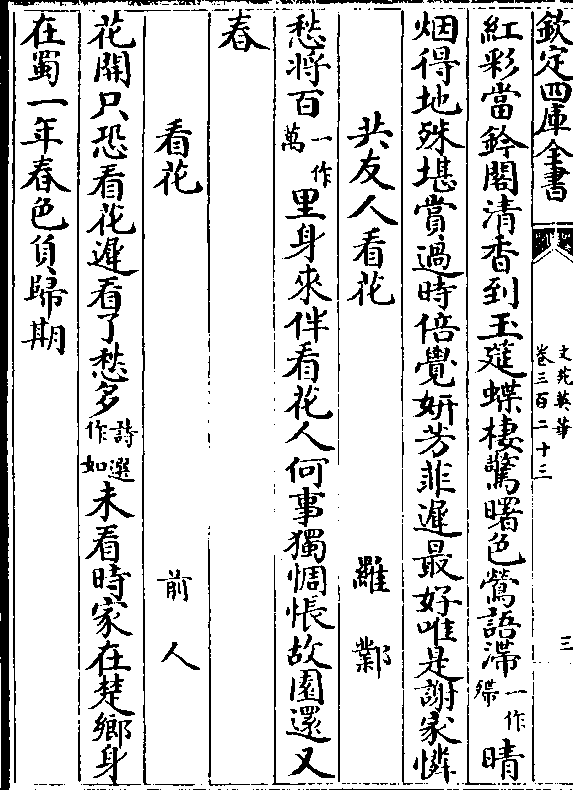 欽定四庫全書
文苑英華
卷三百二十三
三
紅彩當鈴閣清香到玉筵蝶棲驚曙色鶯語滯一作殢晴
烟得地殊堪賞過時倍覺妍芳菲遲最好唯是謝家憐
共友人看花 羅鄴
愁將百一作萬里身來伴看花人何事獨惆悵故園還又
春
看花 前人
花開只恐看花遲看了愁多詩選作如未看時家在楚鄉身
在蜀一年春色負歸期